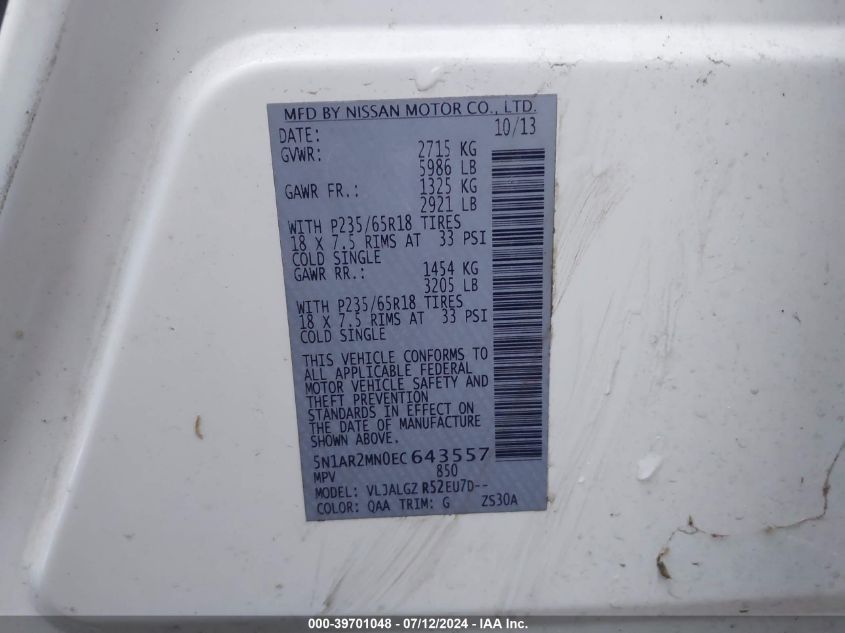 MFD BY NISSAN MOTOR CO., LTD.
DATE: 10/13
GVWR: 2715 KG
5986 LB
GAWR FR.: 1325 KG
2921 LB
WITH P235/65R18 TIRES
18 X 7.5 RIMS AT 33 PSI
COLD SINGLE
GAWR RR.: 1454 KG
3205 LB
WITH P235/65R18 TIRES
18 X 7.5 RIMS AT 33 PSI
COLD SINGLE
THIS VEHICLE CONFORMS TO
ALL APPLICABLE FEDERAL
MOTOR VEHICLE SAFETY AND
THEFT PREVENTION
STANDARDS IN EFFECT ON
THE DATE OF MANUFACTURE
SHOWN ABOVE.
5N1AR2MN0EC643557
MPV 850
MODEL: VLJALGZ R52EU7D--
COLOR: QAA TRIM: G ZS30A
000-39701048 - 07/12/2024 - IAA Inc.